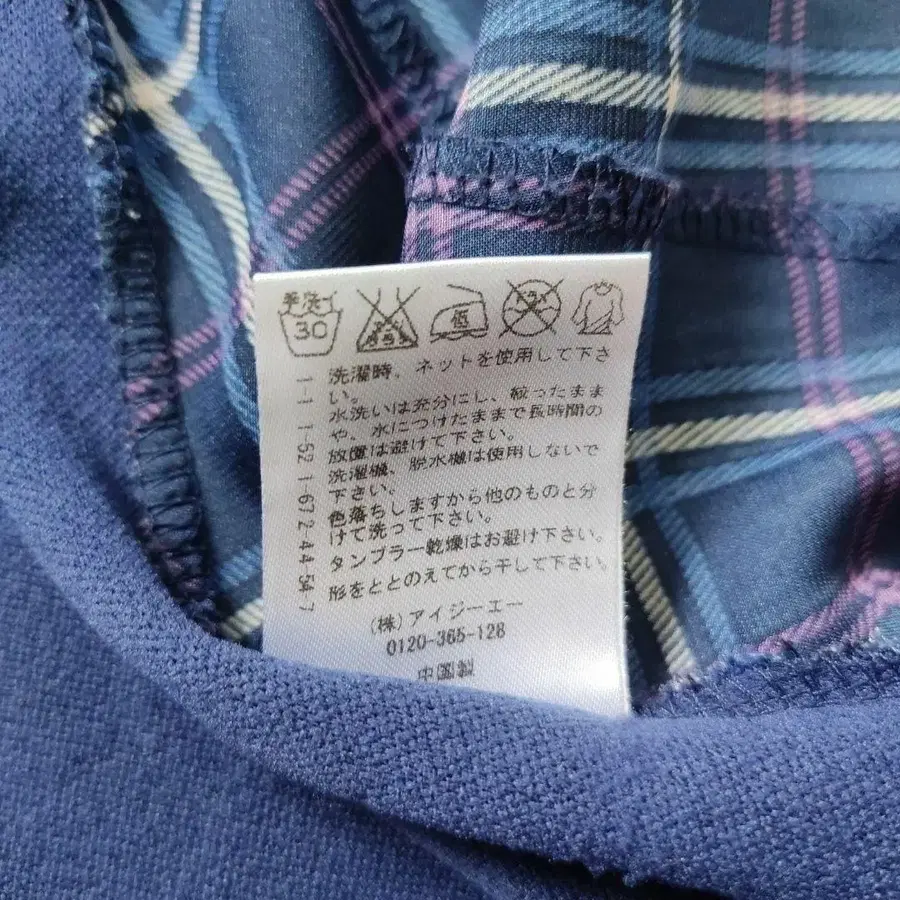 手洗イ
30
洗濯時、ネットを使用して下さ
い。
水洗いは充分にし、絞ったまま
や、水につけたままで長時間の
放置は避けて下さい。
洗濯機、脱水機は使用しないで
下さい。
色落ちしますから他のものと分
けて洗って下さい。
タンブラー乾燥はお避け下さい。
形をととのえてから干して下さい。
(株)アイジーエー
0120-365-128
中国製
1-1 1-52 1-67 2-44 54 7